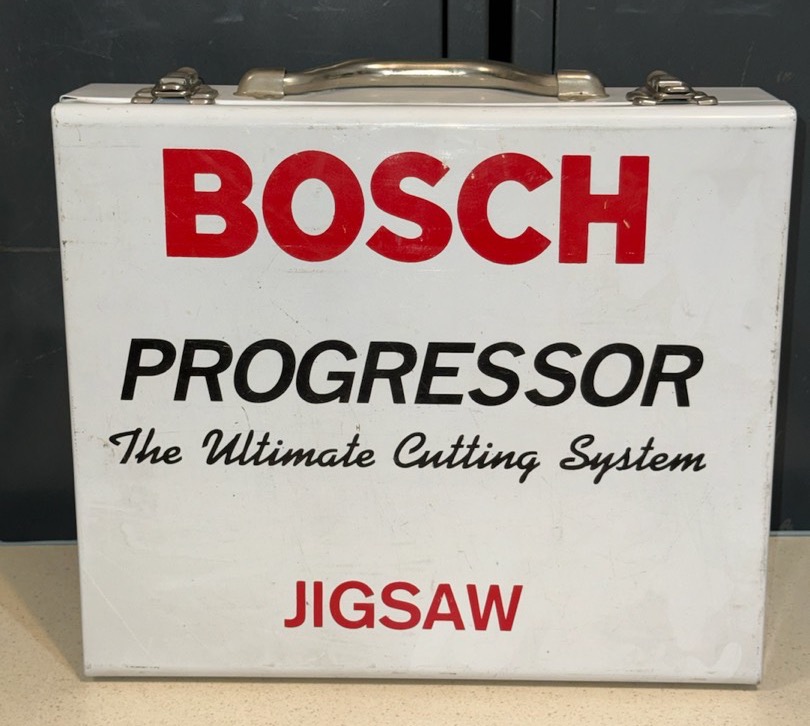 BOSCH
PROGRESSOR
The Ultimate Cutting System
JIGSAW